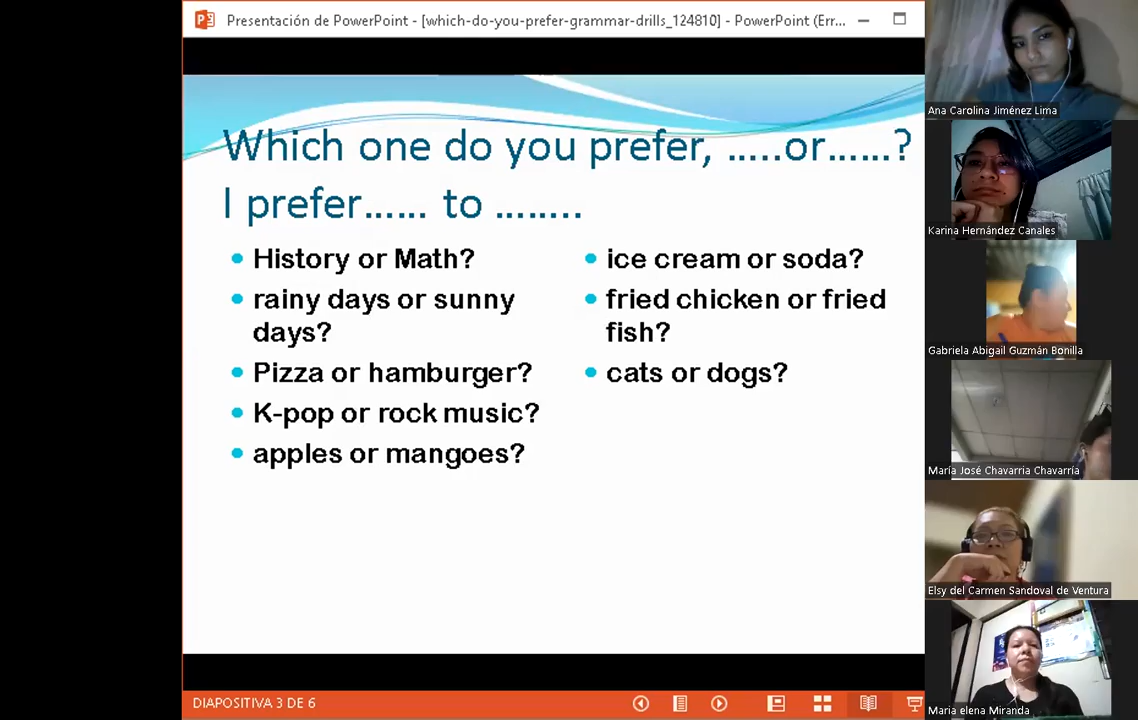 Presentación de PowerPoint - [which-do-you-prefer-grammar-drills_124810] - PowerPoint (Err...
Which one do you prefer, .....or......?
I prefer...... to ........
History or Math?
rainy days or sunny
days?
Pizza or hamburger?
K-pop or rock music?
apples or mangoes?
ice cream or soda?
fried chicken or fried
fish?
cats or dogs?
DIAPOSITIVA 3 DE 6
Ana Carolina Jiménez Lima
Karina Hernández Canales
Gabriela Abigail Guzmán Bonilla
María José Chavarria Chavarría
Elsy del Carmen Sandoval de Ventura
Maria elena Miranda